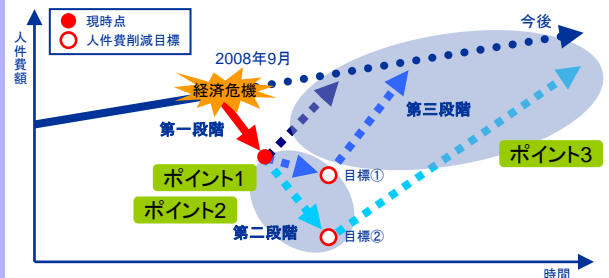 人件費額
現時点
人件費削減目標
2008年9月
今後
経済危機
第一段階
第三段階
ポイント1
ポイント2
ポイント3
目標①
第二段階
目標②
時間